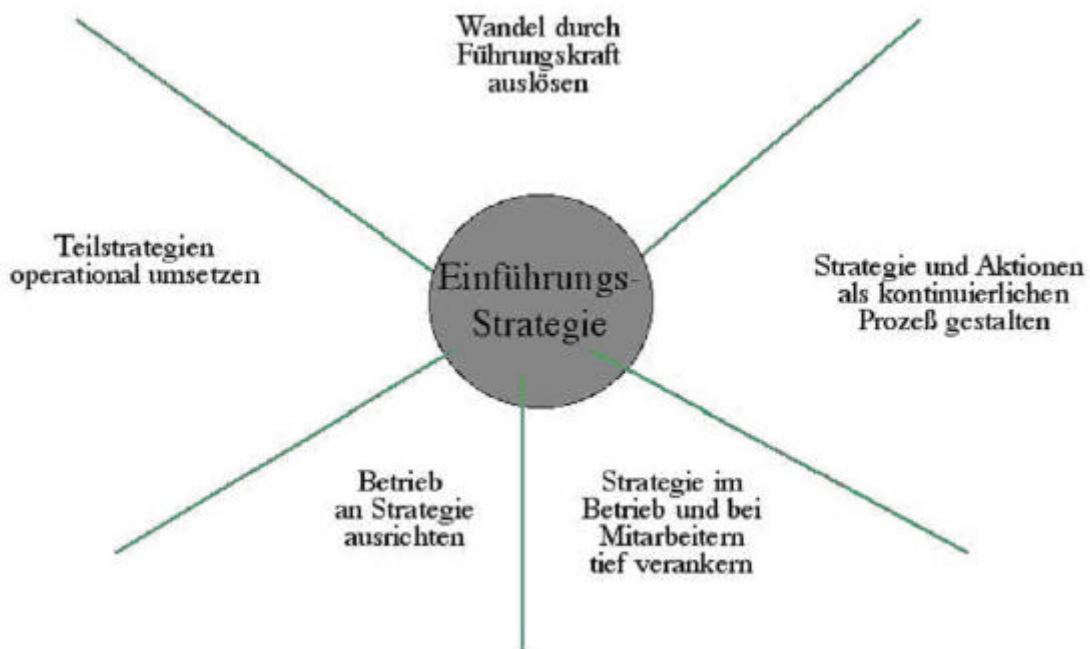 Wandel durch
Führungskraft
auslösen
Teilstrategien
operational umsetzen
Einführungs-
Strategie
Strategie und Aktionen
als kontinuierlichen
Prozeß gestalten
Betrieb
an Strategie
ausrichten
Strategie im
Betrieb und bei
Mitarbeitern
tief verankern